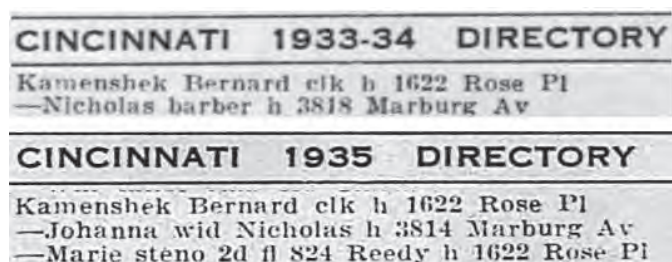 CINCINNATI 1933-34 DIRECTORY
Kamenshek Bernard clk h 1622 Rose Pl
—Nicholas barber h 3818 Marburg Av
CINCINNATI 1935 DIRECTORY
Kamenshek Bernard clk h 1622 Rose Pl
—Johanna wid Nicholas h 3814 Marburg Av
—Marie steno 2d fl 824 Reedy h 1622 Rose Pl